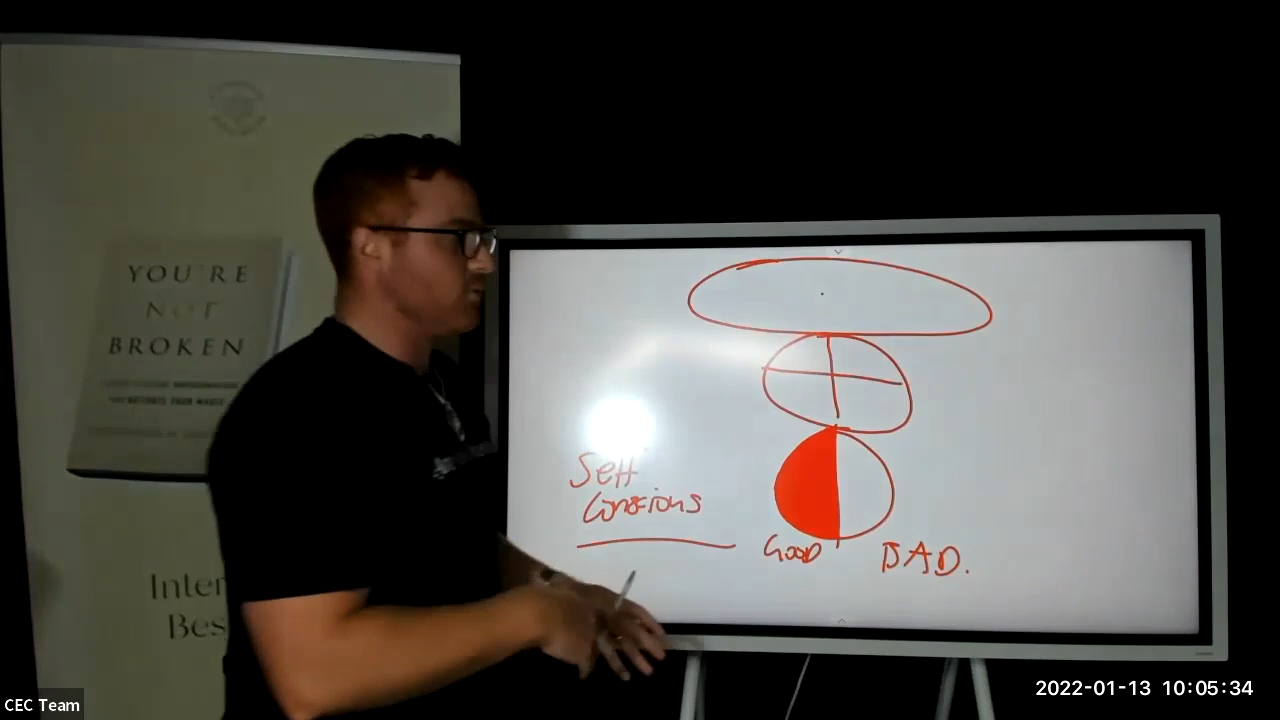 YOU'RE
NOT
BROKEN
Inter
Bes
Self
Conscious
GOOD BAD.
CEC Team
2022-01-13 10:05:34